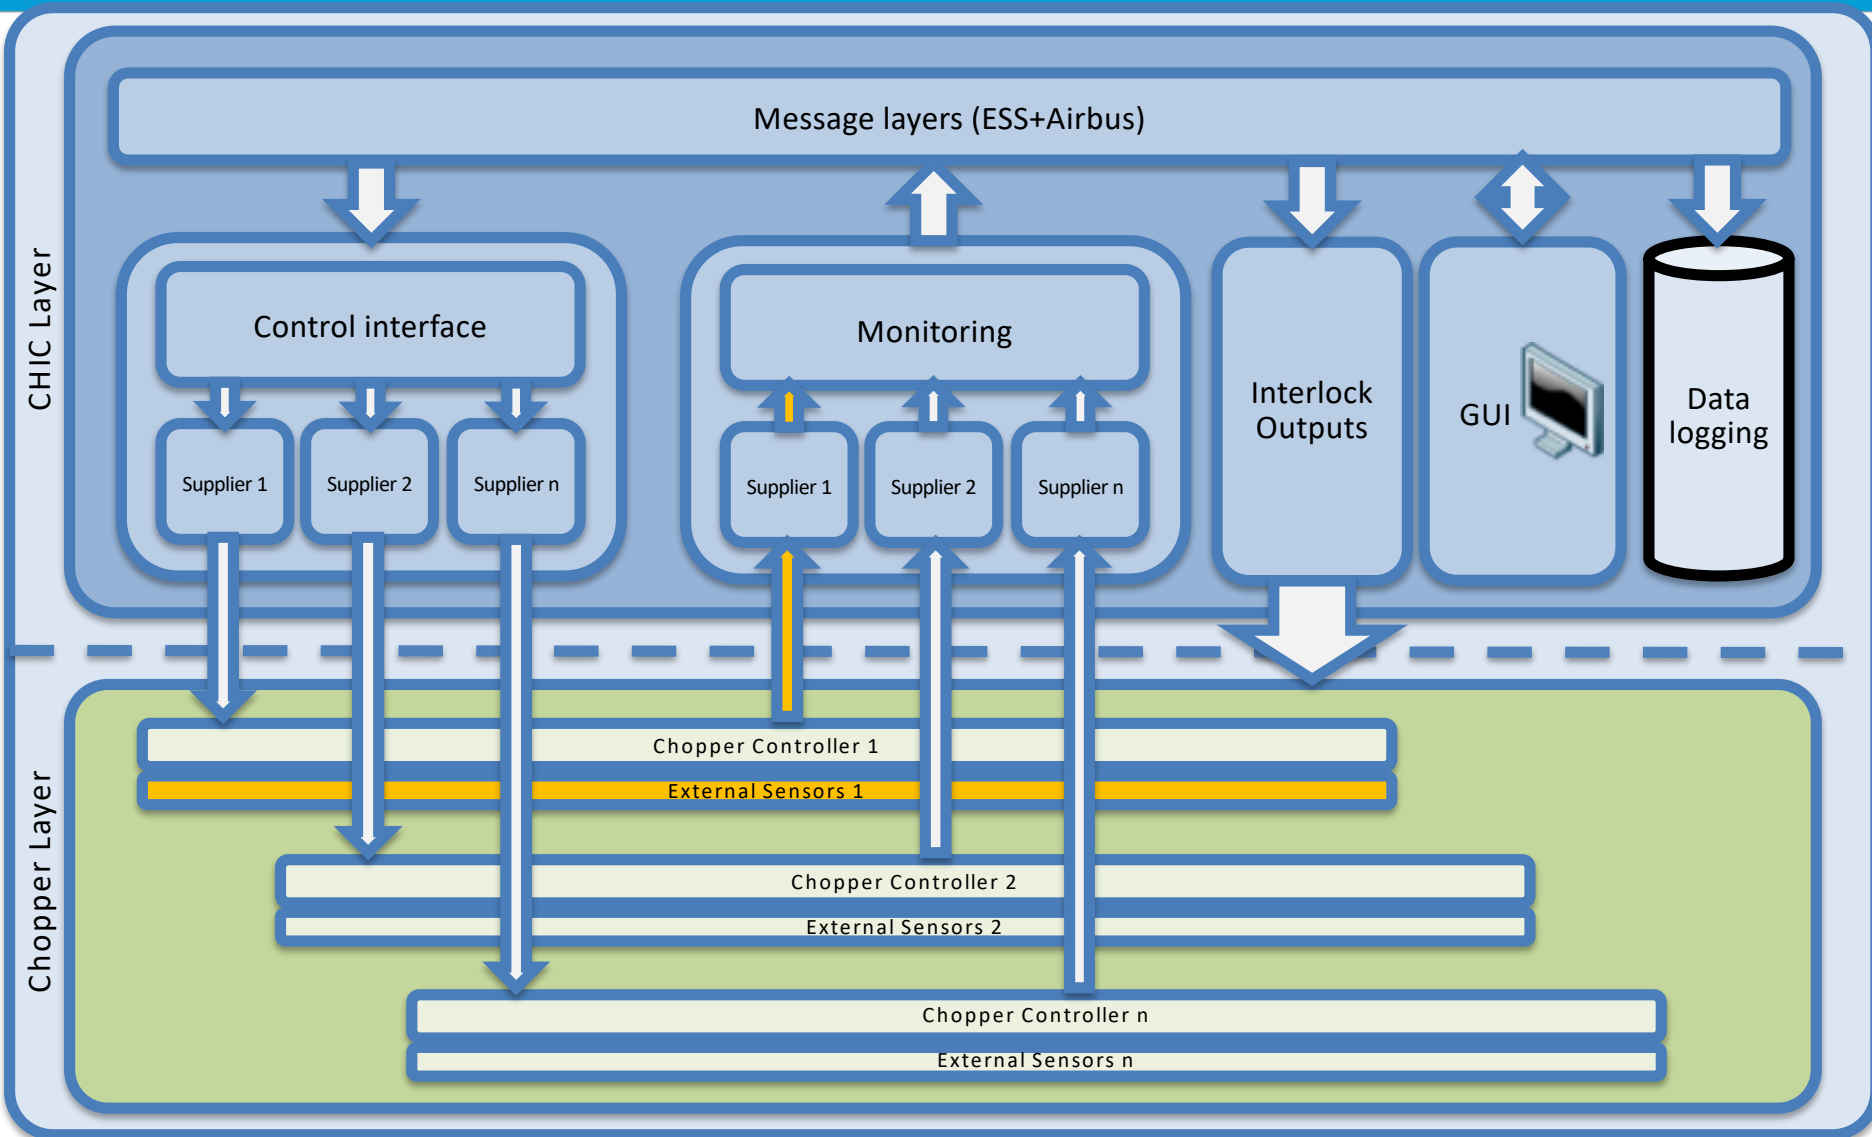 Message layers (ESS+Airbus)
CHIC Layer
Control interface
Supplier 1
Supplier 2
Supplier n
Monitoring
Supplier 1
Supplier 2
Supplier n
Interlock
Outputs
GUI
Data
logging
Chopper Layer
Chopper Controller 1
External Sensors 1
Chopper Controller 2
External Sensors 2
Chopper Controller n
External Sensors n